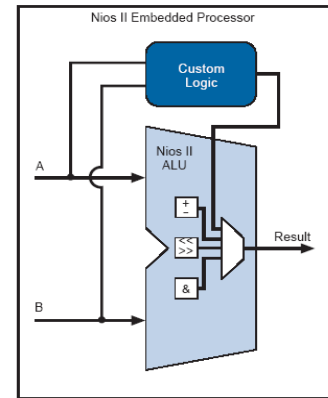 Nios II Embedded Processor
Custom
Logic
A
Nios II
ALU
+
−
<<
>>
Result
&
B